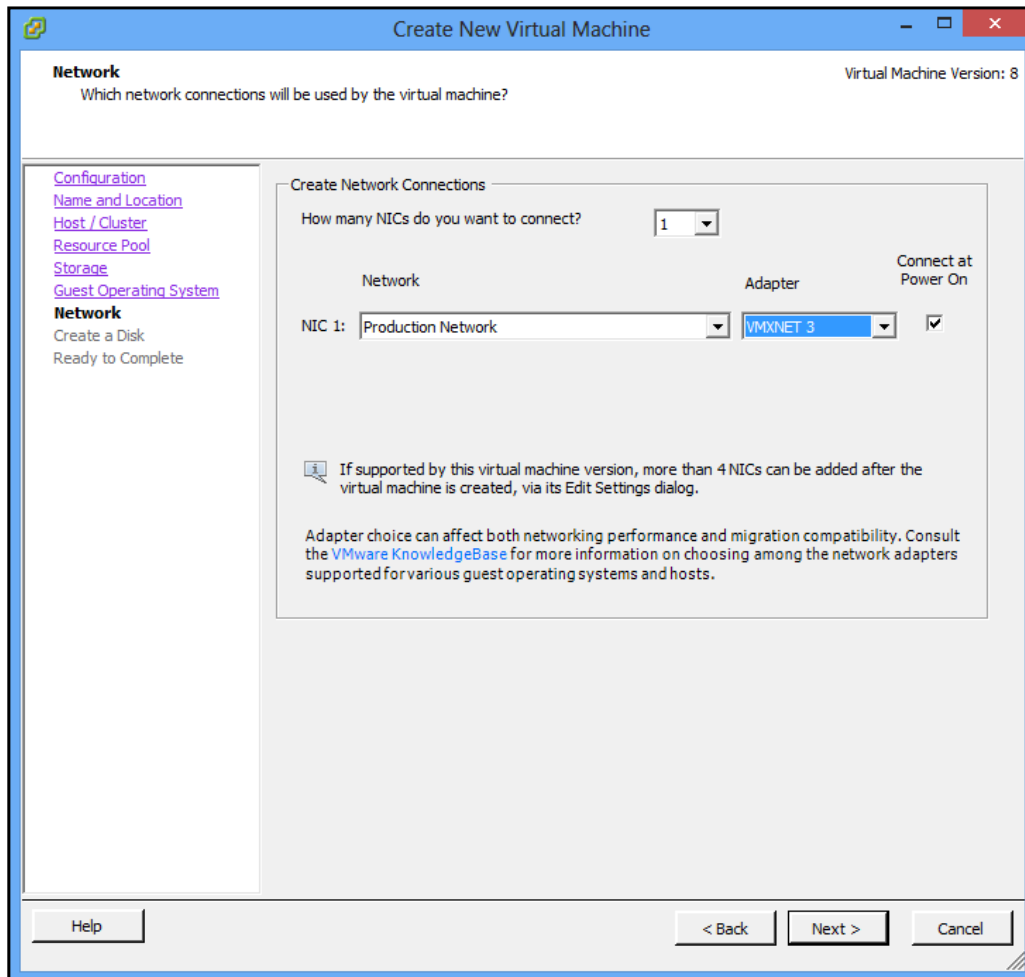 Create New Virtual Machine
Network
Virtual Machine Version: 8
Which network connections will be used by the virtual machine?
Configuration
Name and Location
Host / Cluster
Resource Pool
Storage
Guest Operating System
Network
Create a Disk
Ready to Complete
Create Network Connections
How many NICs do you want to connect?
1
Network
Adapter
Connect at
Power On
NIC 1:
Production Network
VMXNET 3
If supported by this virtual machine version, more than 4 NICs can be added after the
virtual machine is created, via its Edit Settings dialog.
Adapter choice can affect both networking performance and migration compatibility. Consult
the VMware KnowledgeBase for more information on choosing among the network adapters
supported for various guest operating systems and hosts.
Help
< Back
Next >
Cancel